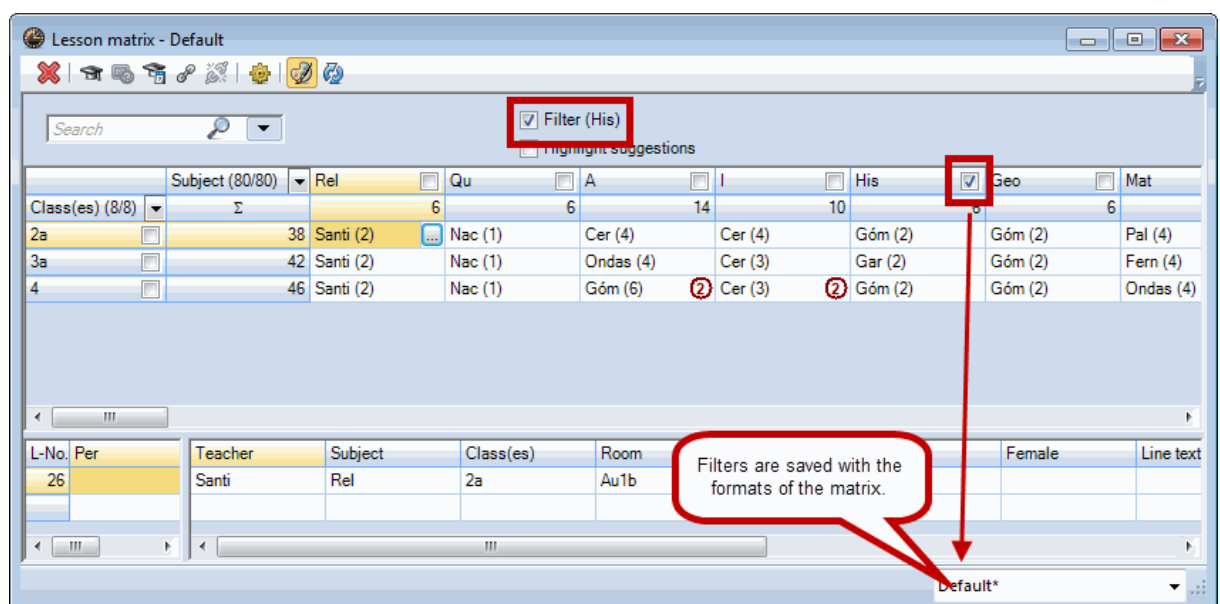 Lesson matrix - Default
Search
Filter (His)
Highlight suggestions
Subject (80/80) Rel Qu A I His Geo Mat
Class(es) (8/8) Σ 6 6 14 10 6 6
2a 38 Santi (2) ... Nac (1) Cer (4) Cer (4) Góm (2) Góm (2) Pal (4)
3a 42 Santi (2) Nac (1) Ondas (4) Cer (3) Gar (2) Góm (2) Fern (4)
4 46 Santi (2) Nac (1) Góm (6) 2 Cer (3) 2 Góm (2) Góm (2) Ondas (4)
L-No. Per Teacher Subject Class(es) Room Female Line text
26 Santi Rel 2a Au1b
Filters are saved with the
formats of the matrix.
Default*